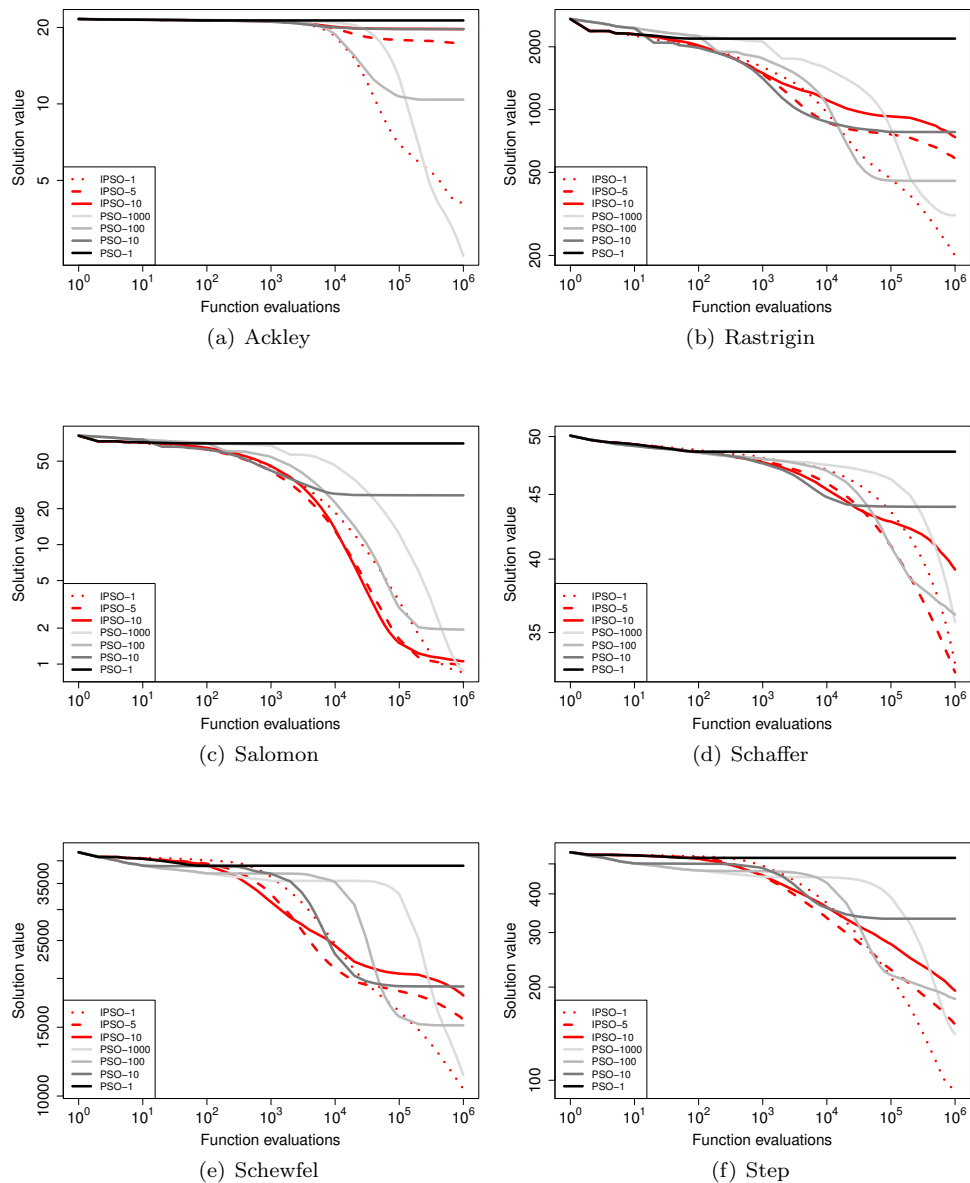 Solution value
20
10
5
IPSO−1
IPSO−5
IPSO−10
PSO−1000
PSO−100
PSO−10
PSO−1
10^0 10^1 10^2 10^3 10^4 10^5 10^6
Function evaluations
(a) Ackley
Solution value
2000
1000
500
200
IPSO−1
IPSO−5
IPSO−10
PSO−1000
PSO−100
PSO−10
PSO−1
10^0 10^1 10^2 10^3 10^4 10^5 10^6
Function evaluations
(b) Rastrigin
Solution value
50
20
10
5
2
1
IPSO−1
IPSO−5
IPSO−10
PSO−1000
PSO−100
PSO−10
PSO−1
10^0 10^1 10^2 10^3 10^4 10^5 10^6
Function evaluations
(c) Salomon
Solution value
50
45
40
35
IPSO−1
IPSO−5
IPSO−10
PSO−1000
PSO−100
PSO−10
PSO−1
10^0 10^1 10^2 10^3 10^4 10^5 10^6
Function evaluations
(d) Schaffer
Solution value
35000
25000
15000
10000
IPSO−1
IPSO−5
IPSO−10
PSO−1000
PSO−100
PSO−10
PSO−1
10^0 10^1 10^2 10^3 10^4 10^5 10^6
Function evaluations
(e) Schewfel
Solution value
400
300
200
100
IPSO−1
IPSO−5
IPSO−10
PSO−1000
PSO−100
PSO−10
PSO−1
10^0 10^1 10^2 10^3 10^4 10^5 10^6
Function evaluations
(f) Step